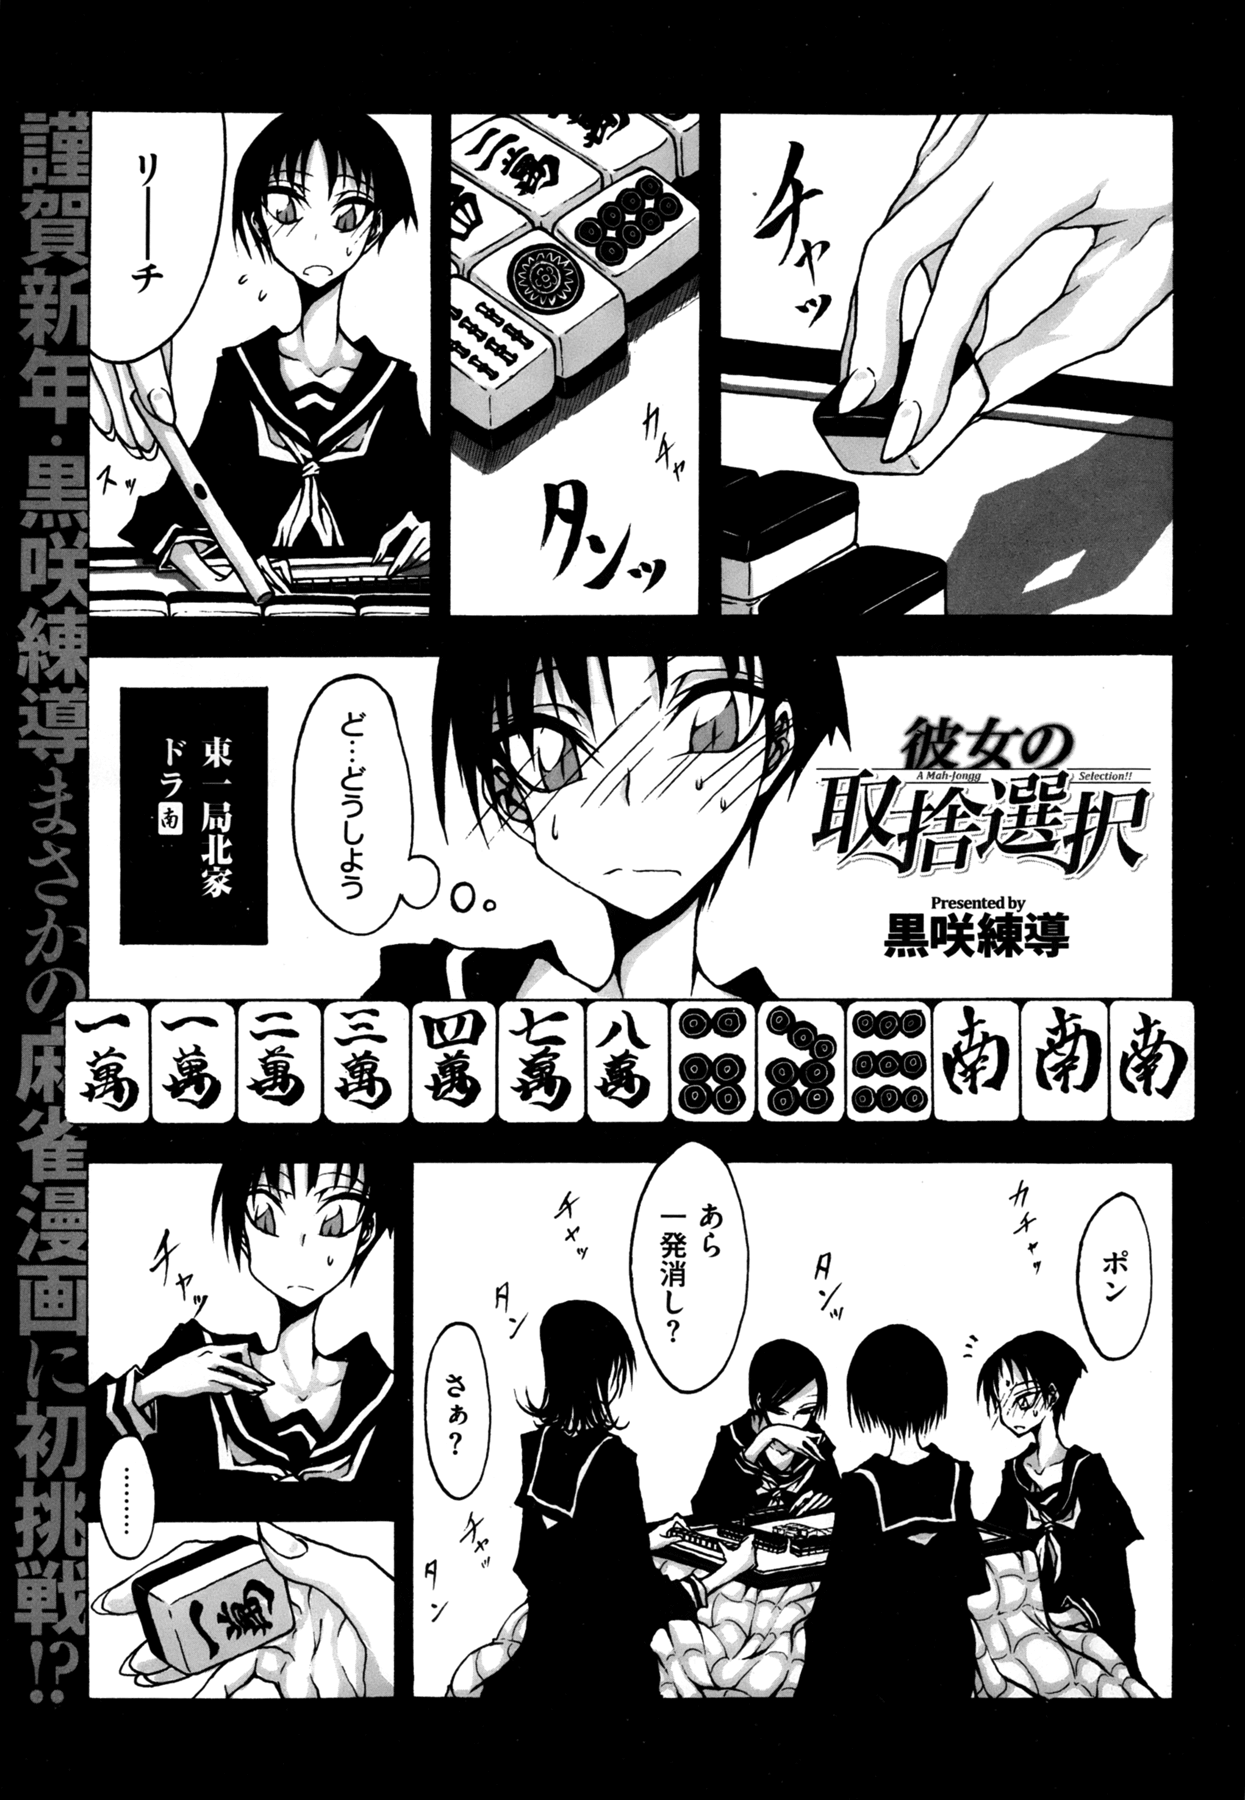 謹賀新年・黒咲練導まさかの麻雀漫画に初挑戦!?
チャッ
カチャ
タンッ
リーーチ
スッ
彼女の
A Mah-Jongg Selection!!
取捨選択
Presented by
黒咲練導
ど…どうしよう
東一局北家
ドラ南
一萬
一萬
二萬
三萬
四萬
七萬
八萬
南
南
南
ポン
カチャッ
タンッ
あら
一発消し?
チャッ
タン
さぁ?
チャッ
タン
チャッ
………
一萬